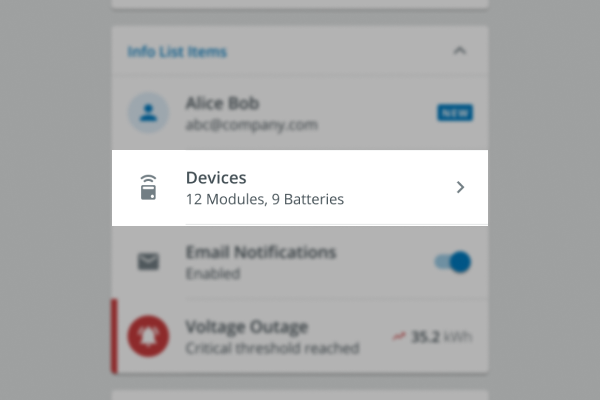 Info List Items
Alice Bob
abc@company.com
NEW
Devices
12 Modules, 9 Batteries
Email Notifications
Enabled
Voltage Outage
Critical threshold reached
35.2 kWh